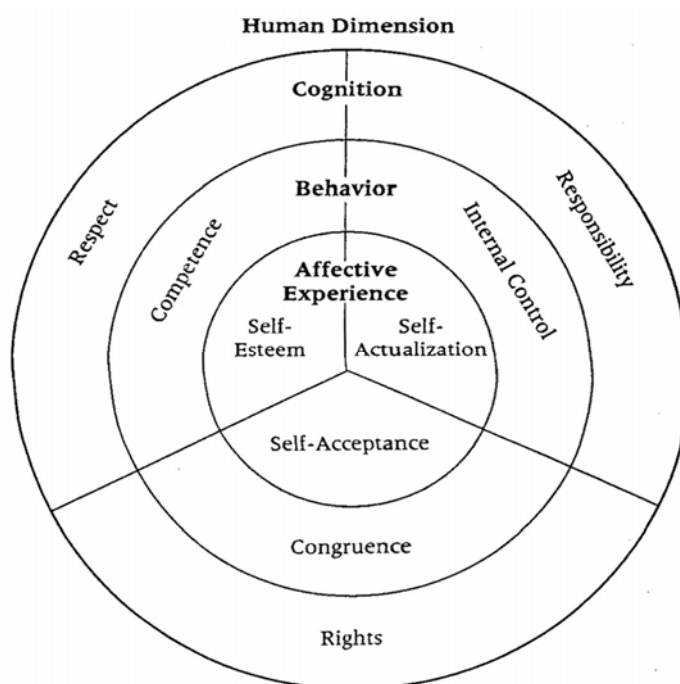 Human Dimension
Cognition
Behavior
Respect
Responsibility
Competence
Internal Control
Affective
Experience
Self-
Esteem
Self-
Actualization
Self-Acceptance
Congruence
Rights